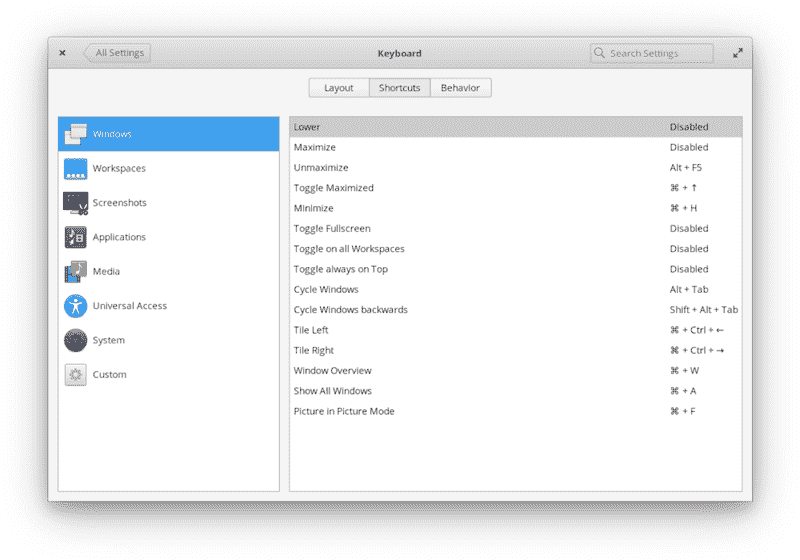 All Settings
Keyboard
Search Settings
Layout
Shortcuts
Behavior
Windows
Workspaces
Screenshots
Applications
Media
Universal Access
System
Custom
Lower Disabled
Maximize Disabled
Unmaximize Alt + F5
Toggle Maximized ⌘ + ↑
Minimize ⌘ + H
Toggle Fullscreen Disabled
Toggle on all Workspaces Disabled
Toggle always on Top Disabled
Cycle Windows Alt + Tab
Cycle Windows backwards Shift + Alt + Tab
Tile Left ⌘ + Ctrl + ←
Tile Right ⌘ + Ctrl + →
Window Overview ⌘ + W
Show All Windows ⌘ + A
Picture in Picture Mode ⌘ + F